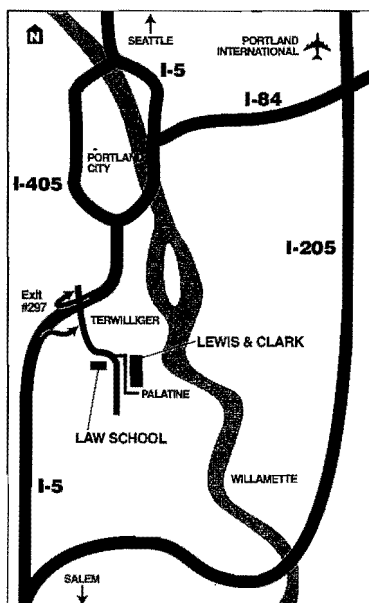 N
SEATTLE
PORTLAND
INTERNATIONAL
I-5
I-84
PORTLAND
CITY
I-405
I-205
Exit
#297
TERWILLIGER
LEWIS & CLARK
PALATINE
LAW SCHOOL
I-5
WILLAMETTE
SALEM